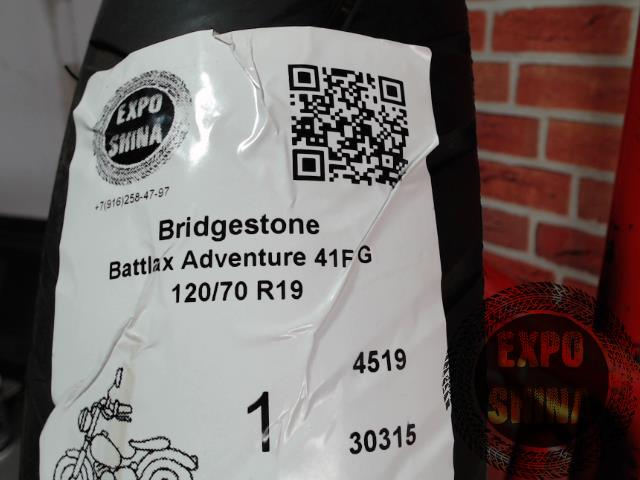 EXPO
SHINA
+7(916)258-47-97
Bridgestone
Battlax Adventure 41FG
120/70 R19
4519
1
30315
EXPO
SHINA